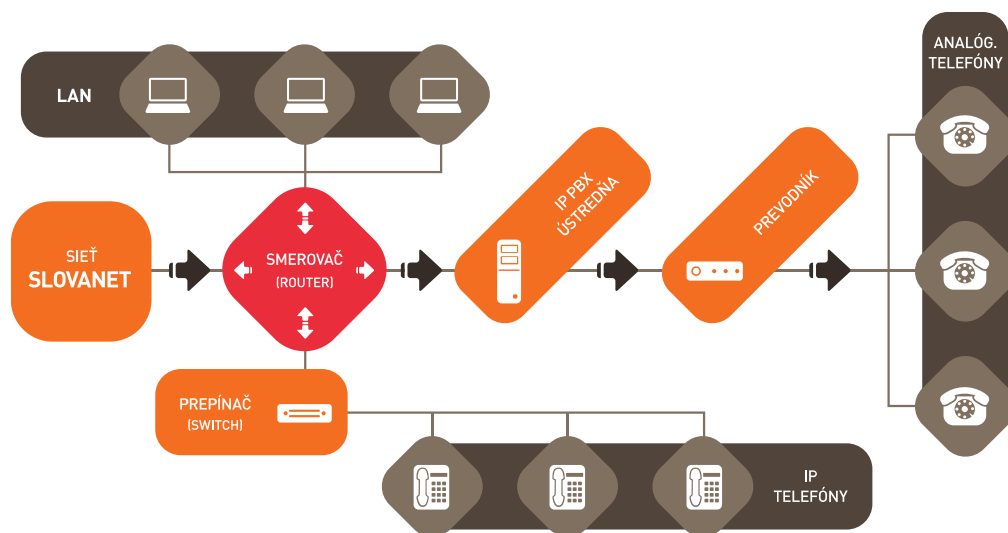 LAN
ANALÓG.
TELEFÓNY
SIEŤ
SLOVANET
SMEROVAČ
(ROUTER)
IP PBX
ÚSTREDŇA
PREVODNÍK
PREPÍNAČ
(SWITCH)
IP
TELEFÓNY